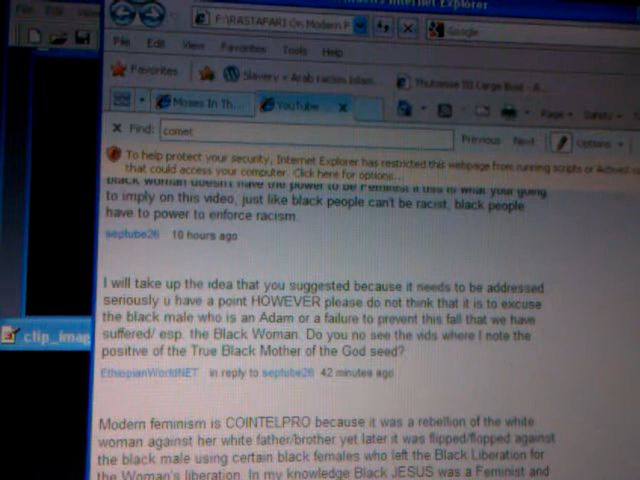 Internet Explorer
File Edit View
F:\RASTAFARI On Modern F
Google
File Edit View Favorites Tools Help
Favorites
Slavery « Arab racism Islam
Thutmose III Large Bust - A...
Moses In Th...
YouTube
Page Safety
Find: comet
Previous Next Options
To help protect your security, Internet Explorer has restricted this webpage from running scripts or ActiveX
that could access your computer. Click here for options...
black woman doesn't have the power to be Feminist if this is what your going
to imply on this video, just like black people can't be racist, black people
have to power to enforce racism.
septube26 10 hours ago
I will take up the idea that you suggested because it needs to be addressed
seriously u have a point HOWEVER please do not think that it is to excuse
the black male who is an Adam or a failure to prevent this fall that we have
suffered/ esp. the Black Woman. Do you no see the vids where I note the
positive of the True Black Mother of the God seed?
EthiopianWorldNET in reply to septube26 42 minutes ago
clip_imag
Modern feminism is COINTELPRO because it was a rebellion of the white
woman against her white father/brother yet later it was flipped/flopped against
the black male using certain black females who left the Black Liberation for
the Woman's liberation. In my knowledge Black JESUS was a Feminist and